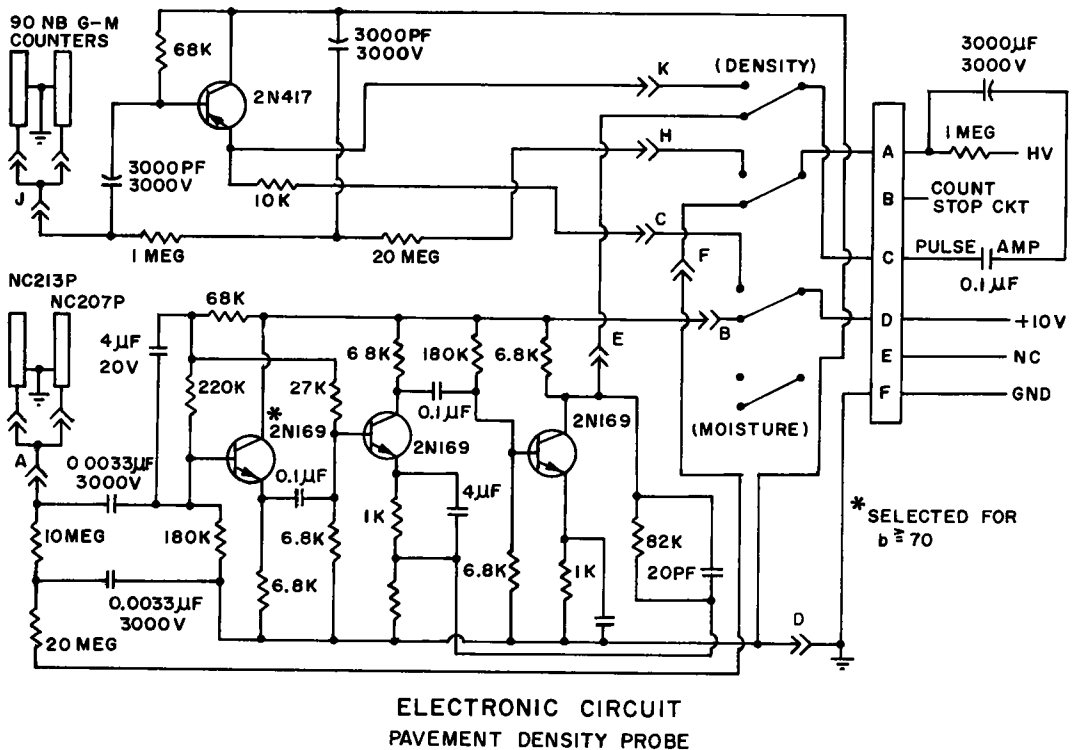 90 NB G-M
COUNTERS
68K
3000PF
3000V
2N417
3000PF
3000V
J
10K
1 MEG
20 MEG
K
(DENSITY)
H
C
F
3000µF
3000V
1 MEG
HV
A
B
COUNT
STOP CKT
C
PULSE AMP
0.1µF
D
+10V
E
NC
F
GND
NC213P
NC207P
68K
4µF
20V
220K
27K
6.8K
180K
6.8K
E
B
0.1µF
*
2N169
2N169
2N169
(MOISTURE)
A
0.0033µF
3000V
0.1µF
4µF
10MEG
180K
6.8K
1K
82K
20PF
*SELECTED FOR
b ≧ 70
6.8K
6.8K
1K
0.0033µF
3000V
20 MEG
D
ELECTRONIC CIRCUIT
PAVEMENT DENSITY PROBE